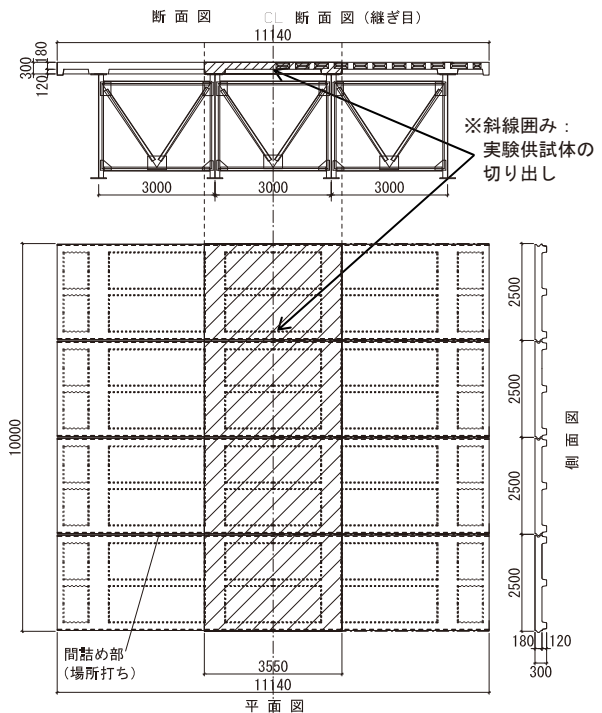 断面図 CL 断面図（継ぎ目）
11140
300
180
120
3000 3000 3000
※斜線囲み：
実験供試体の
切り出し
10000
2500
2500
2500
2500
側面図
間詰め部
（場所打ち）
180 120
300
3550
11140
平面図